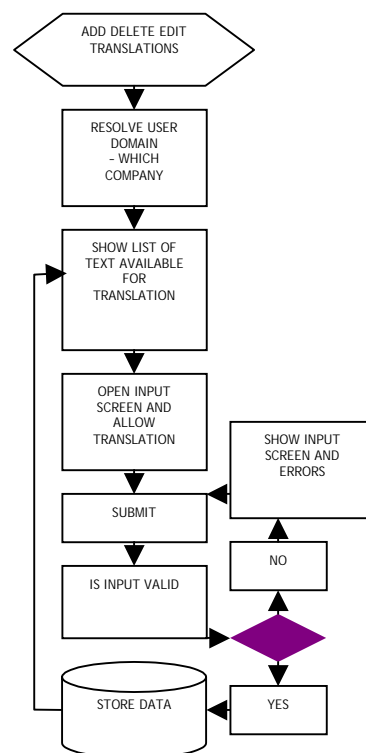 ADD DELETE EDIT
TRANSLATIONS
RESOLVE USER
DOMAIN
- WHICH
COMPANY
SHOW LIST OF
TEXT AVAILABLE
FOR
TRANSLATION
OPEN INPUT
SCREEN AND
ALLOW
TRANSLATION
SHOW INPUT
SCREEN AND
ERRORS
SUBMIT
NO
IS INPUT VALID
STORE DATA
YES